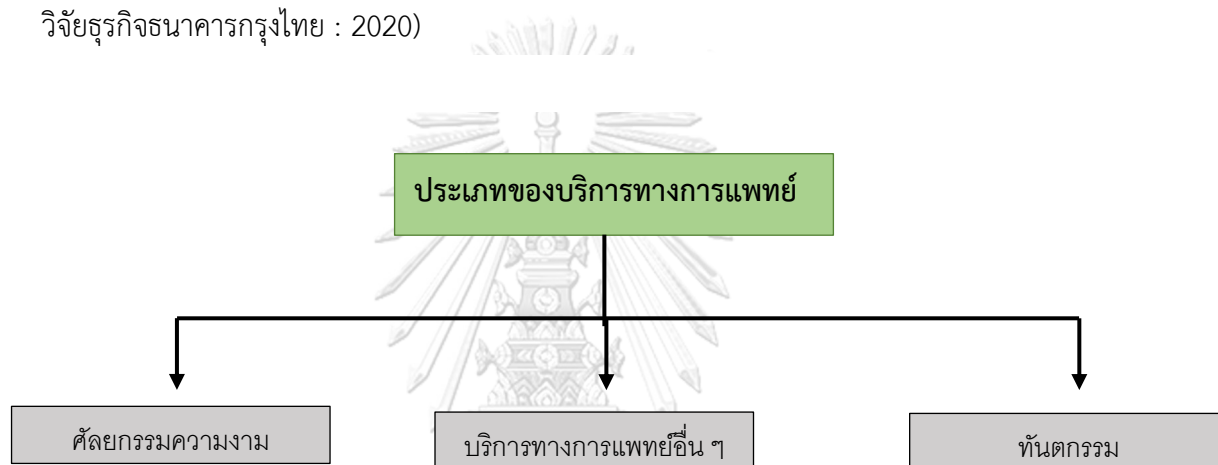 วิจัยธุรกิจธนาคารกรุงไทย : 2020)
ประเภทของบริการทางการแพทย์
ศัลยกรรมความงาม
บริการทางการแพทย์อื่น ๆ
ทันตกรรม